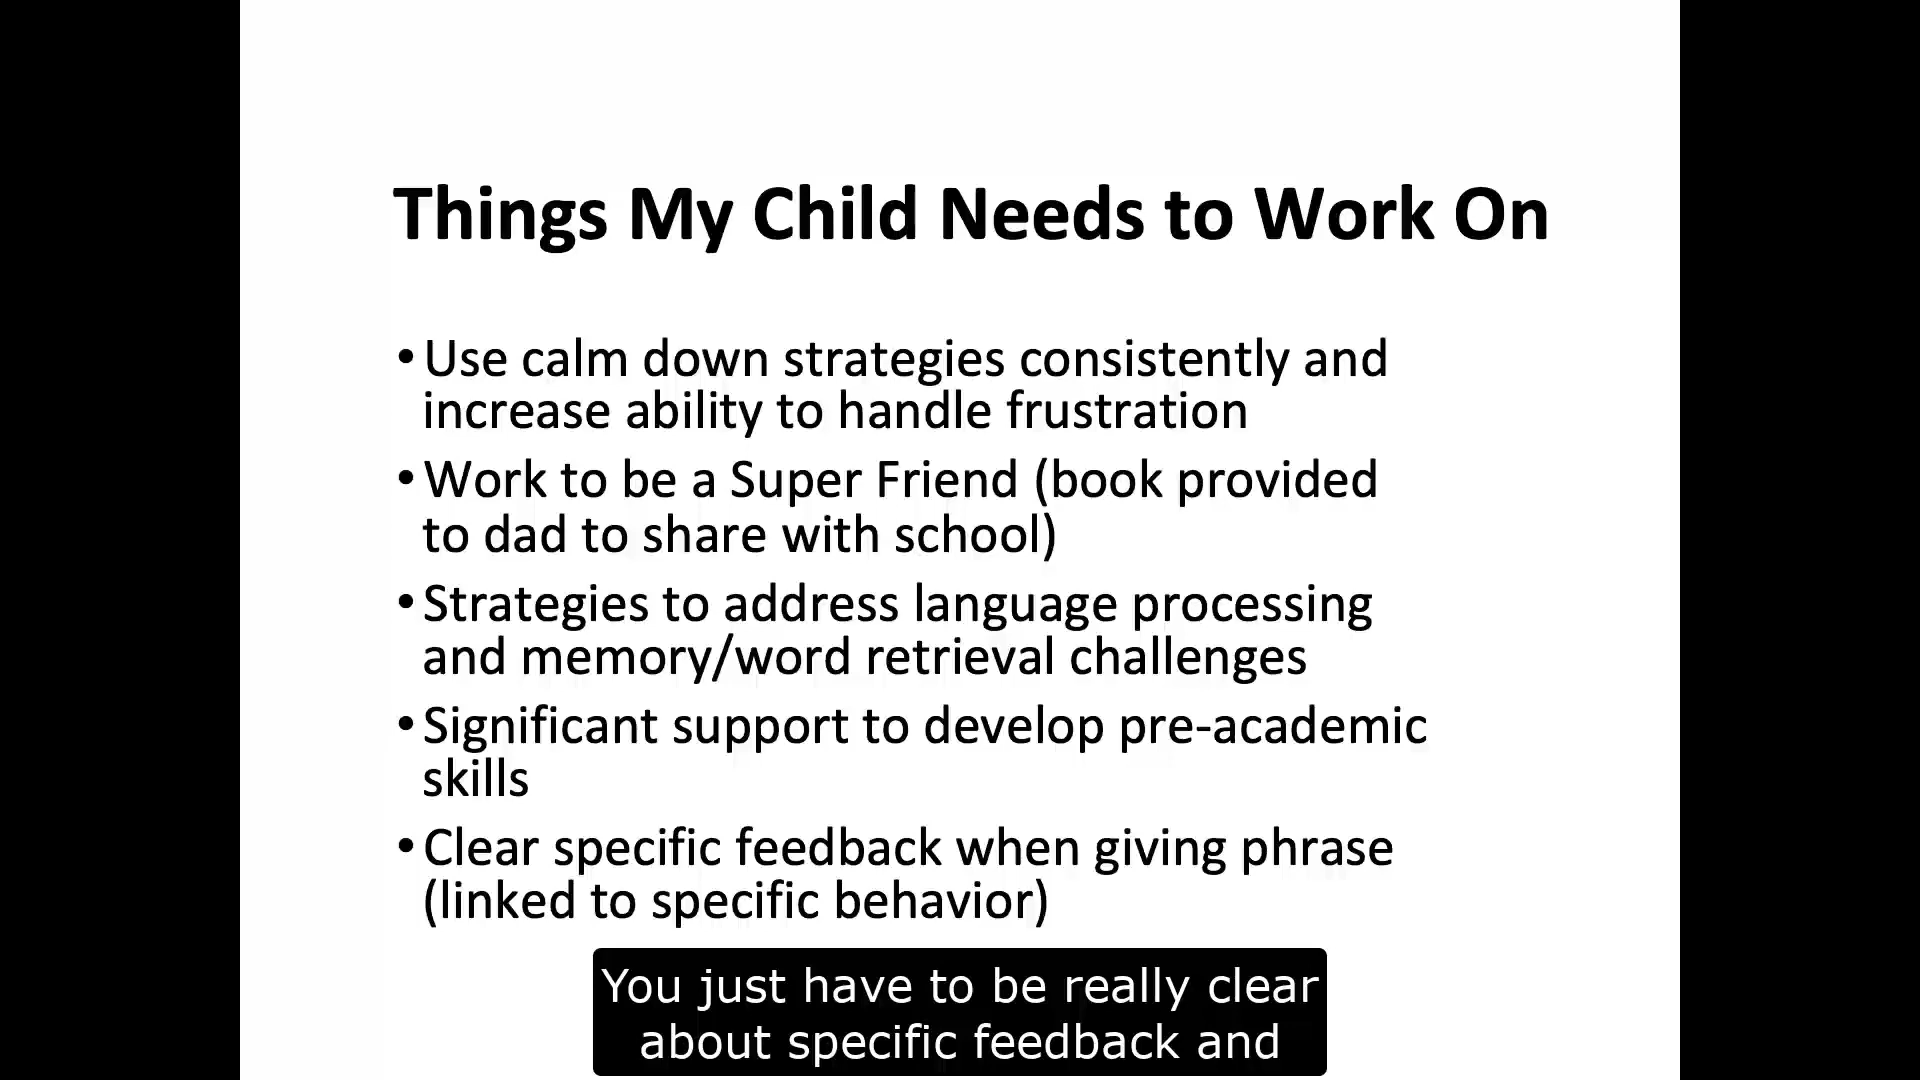 Things My Child Needs to Work On
• Use calm down strategies consistently and
increase ability to handle frustration
• Work to be a Super Friend (book provided
to dad to share with school)
• Strategies to address language processing
and memory/word retrieval challenges
• Significant support to develop pre-academic
skills
• Clear specific feedback when giving phrase
(linked to specific behavior)
You just have to be really clear
about specific feedback and